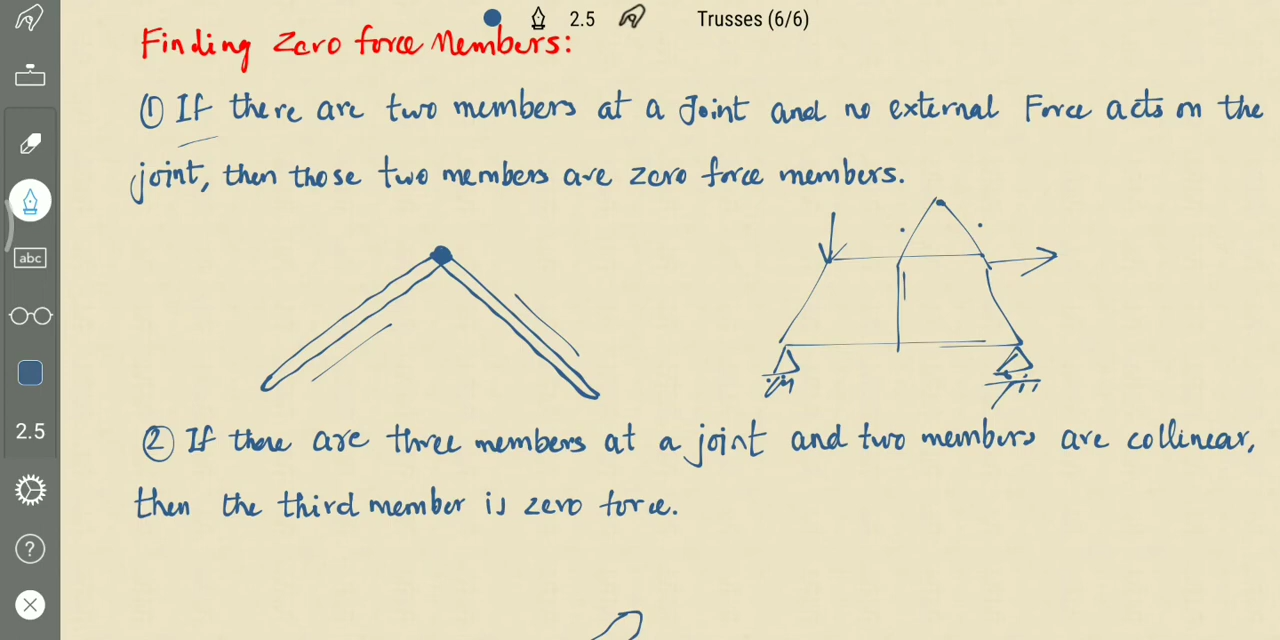 2.5 Trusses (6/6)
Finding Zero force Members:
① If there are two members at a Joint and no external Force acts on the
joint, then those two members are zero force members.
abc
2.5
② If there are three members at a joint and two members are collinear,
then the third member is zero force.
?